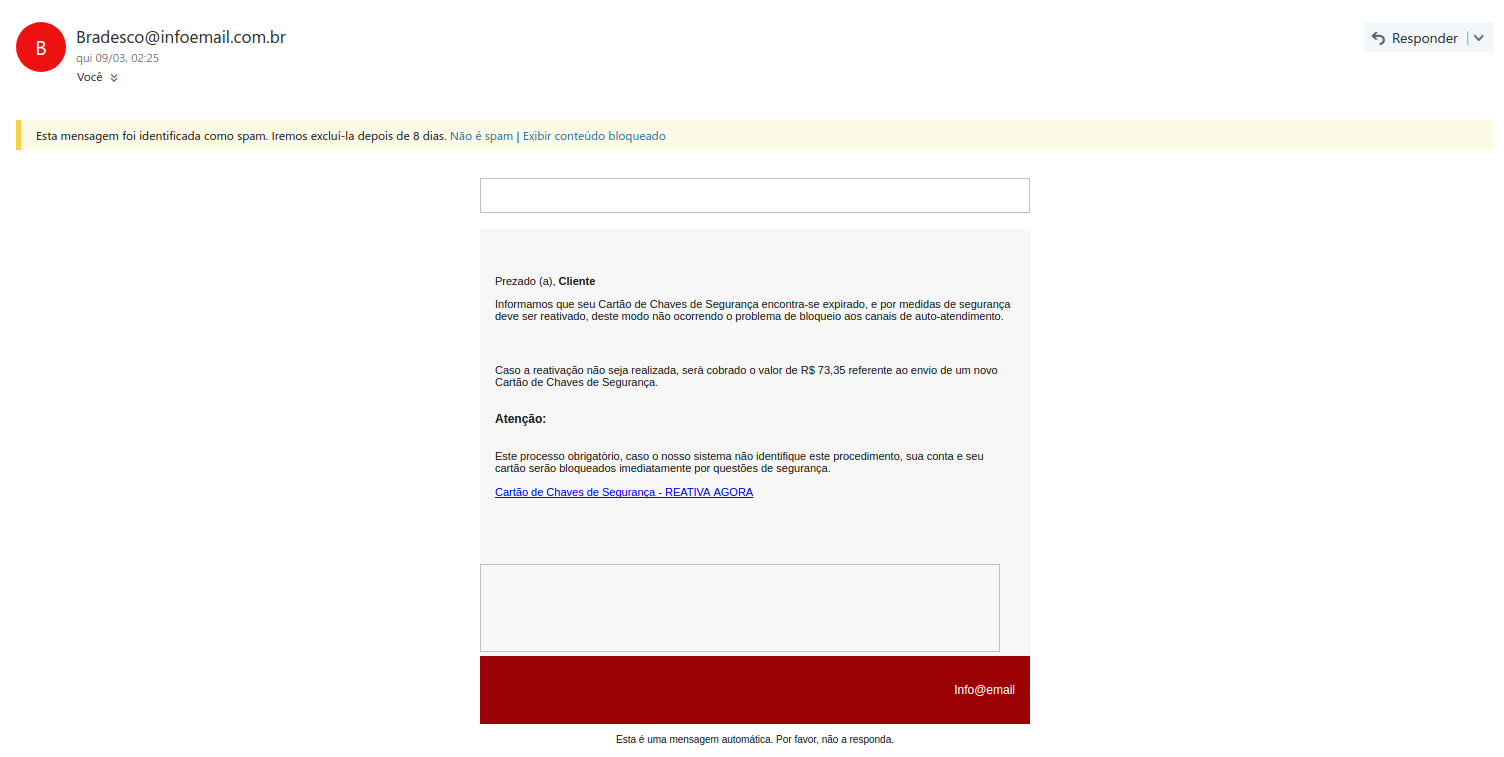 B
Bradesco@infoemail.com.br
qui 09/03, 02:25
Você
Responder
Esta mensagem foi identificada como spam. Iremos excluí-la depois de 8 dias. Não é spam | Exibir conteúdo bloqueado
Prezado (a), Cliente
Informamos que seu Cartão de Chaves de Segurança encontra-se expirado, e por medidas de segurança
deve ser reativado, deste modo não ocorrendo o problema de bloqueio aos canais de auto-atendimento.
Caso a reativação não seja realizada, serà cobrado o valor de R$ 73,35 referente ao envio de um novo
Cartão de Chaves de Segurança.
Atenção:
Este processo obrigatòrio, caso o nosso sistema não identifique este procedimento, sua conta e seu
cartão serão bloqueados imediatamente por questões de segurança.
Cartão de Chaves de Segurança - REATIVA AGORA
Info@email
Esta é uma mensagem automática. Por favor, não a responda.